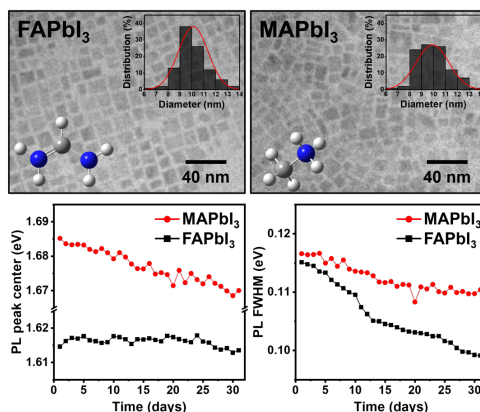 FAPbI3
Distribution (%)
40
30
20
10
0
6 7 8 9 10 11 12 13 14
Diameter (nm)
40 nm
MAPbI3
Distribution (%)
40
30
20
10
0
6 7 8 9 10 11 12 13 14
Diameter (nm)
40 nm
PL peak center (eV)
1.69
1.68
1.67
1.62
1.61
MAPbI3
FAPbI3
0 5 10 15 20 25 30
Time (days)
PL FWHM (eV)
0.12
0.11
0.10
MAPbI3
FAPbI3
0 5 10 15 20 25 30
Time (days)